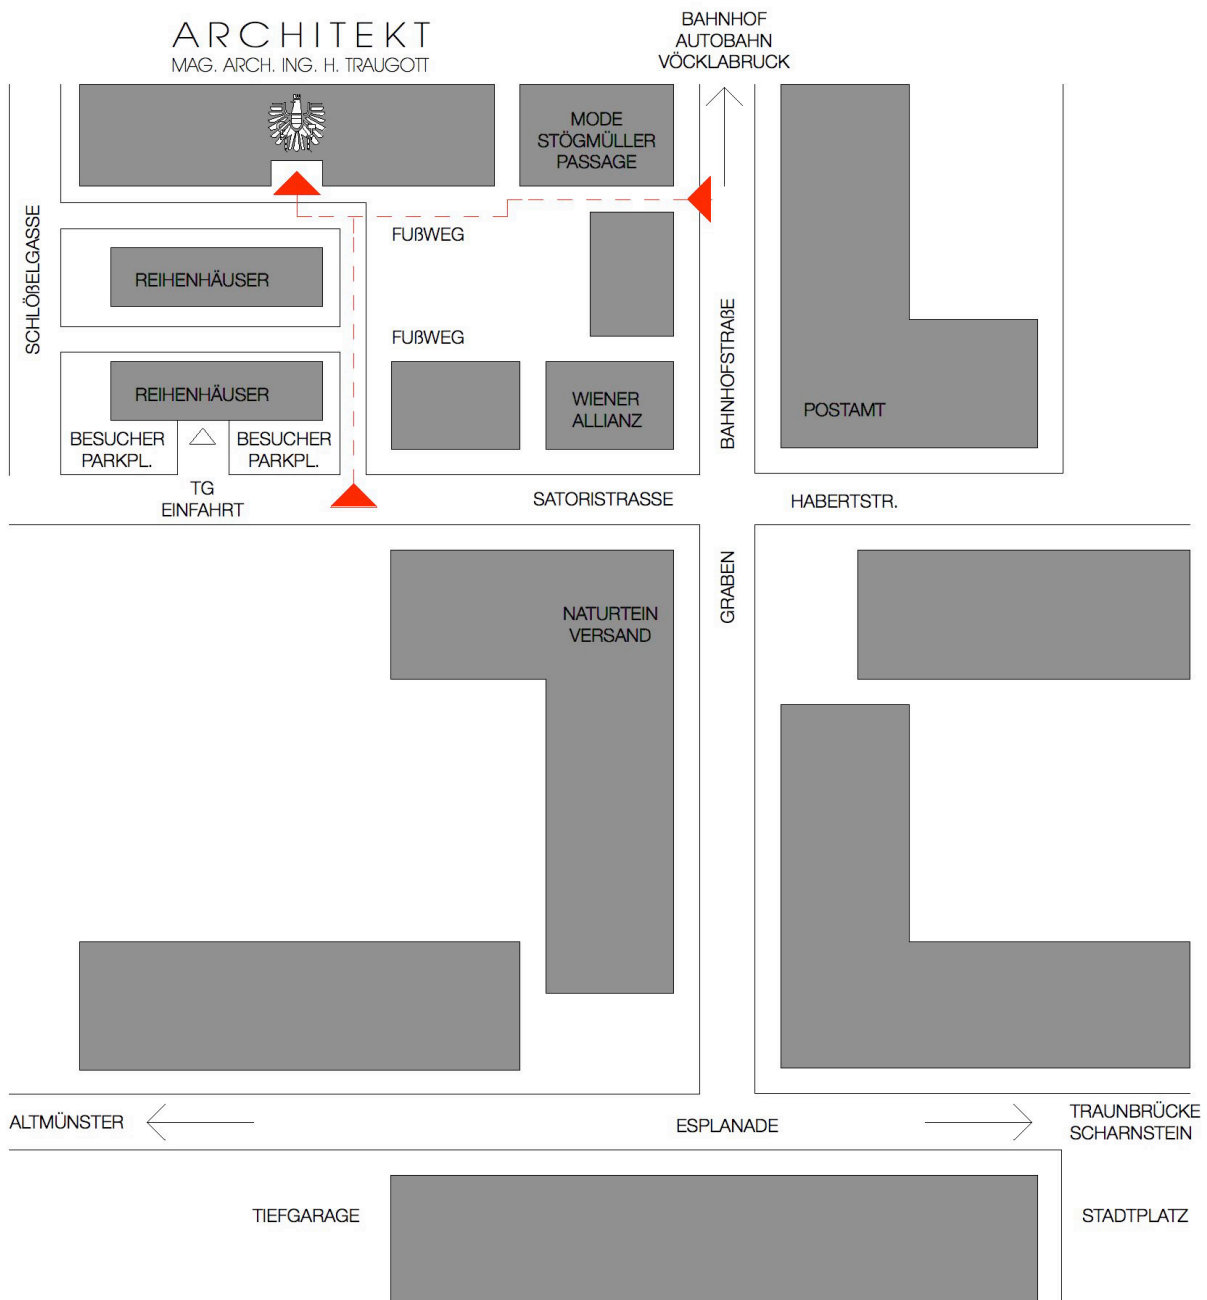 ARCHITEKT
MAG. ARCH. ING. H. TRAUGOTT
BAHNHOF
AUTOBAHN
VÖCKLABRUCK
MODE
STÖGMÜLLER
PASSAGE
SCHLÖßELGASSE
FUßWEG
REIHENHÄUSER
FUßWEG
BAHNHOFSTRAßE
REIHENHÄUSER
WIENER
ALLIANZ
POSTAMT
BESUCHER
PARKPL.
BESUCHER
PARKPL.
TG
EINFAHRT
SATORISTRASSE
HABERTSTR.
GRABEN
NATURTEIN
VERSAND
ALTMÜNSTER
ESPLANADE
TRAUNBRÜCKE
SCHARNSTEIN
TIEFGARAGE
STADTPLATZ